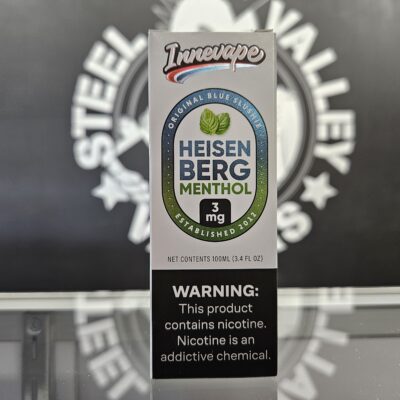 STEEL VALLEY
Innevape
ORIGINAL BLUE SLUSHIE
HEISEN
BERG
MENTHOL
3
mg
ESTABLISHED 2012
NET CONTENTS 100ML (3.4 FL OZ)
WARNING:
This product
contains nicotine.
Nicotine is an
addictive chemical.